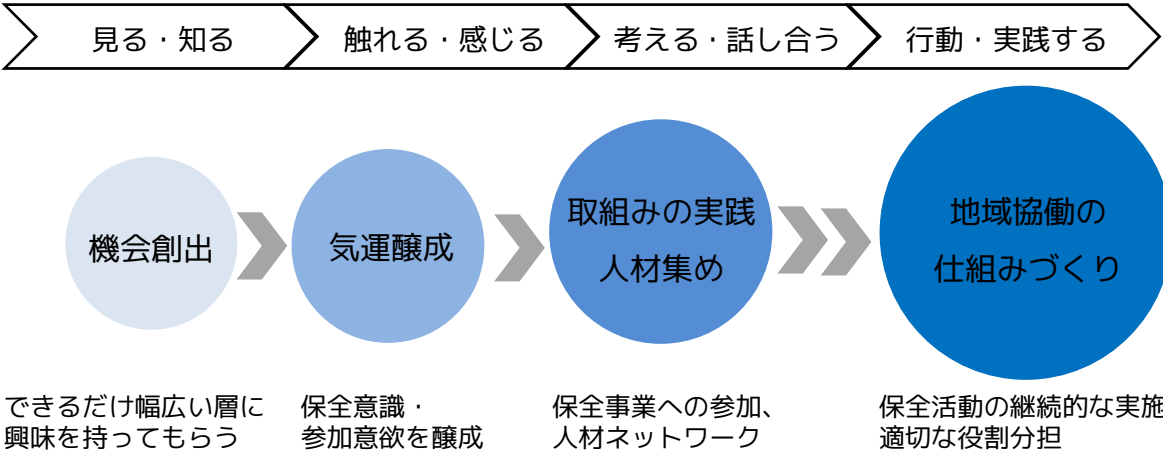 見る・知る
触れる・感じる
考える・話し合う
行動・実践する
機会創出
気運醸成
取組みの実践
人材集め
地域協働の
仕組みづくり
できるだけ幅広い層に
興味を持ってもらう
保全意識・
参加意欲を醸成
保全事業への参加、
人材ネットワーク
保全活動の継続的な実施
適切な役割分担